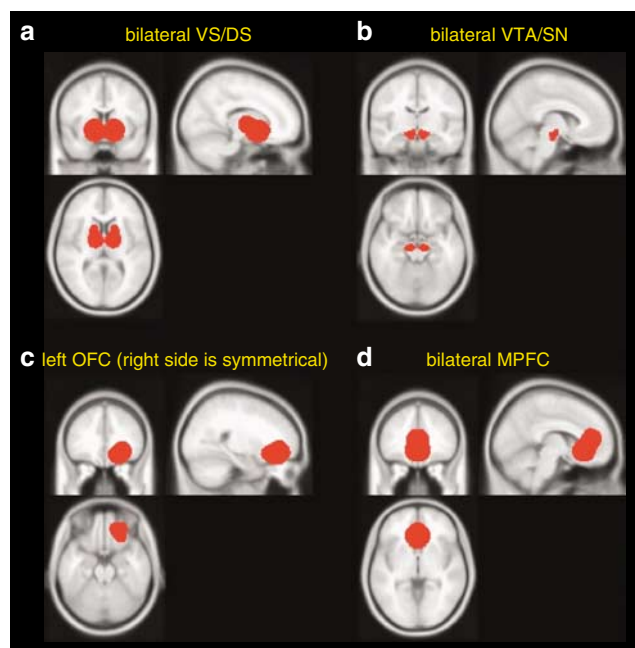 a bilateral VS/DS
b bilateral VTA/SN
c left OFC (right side is symmetrical)
d bilateral MPFC